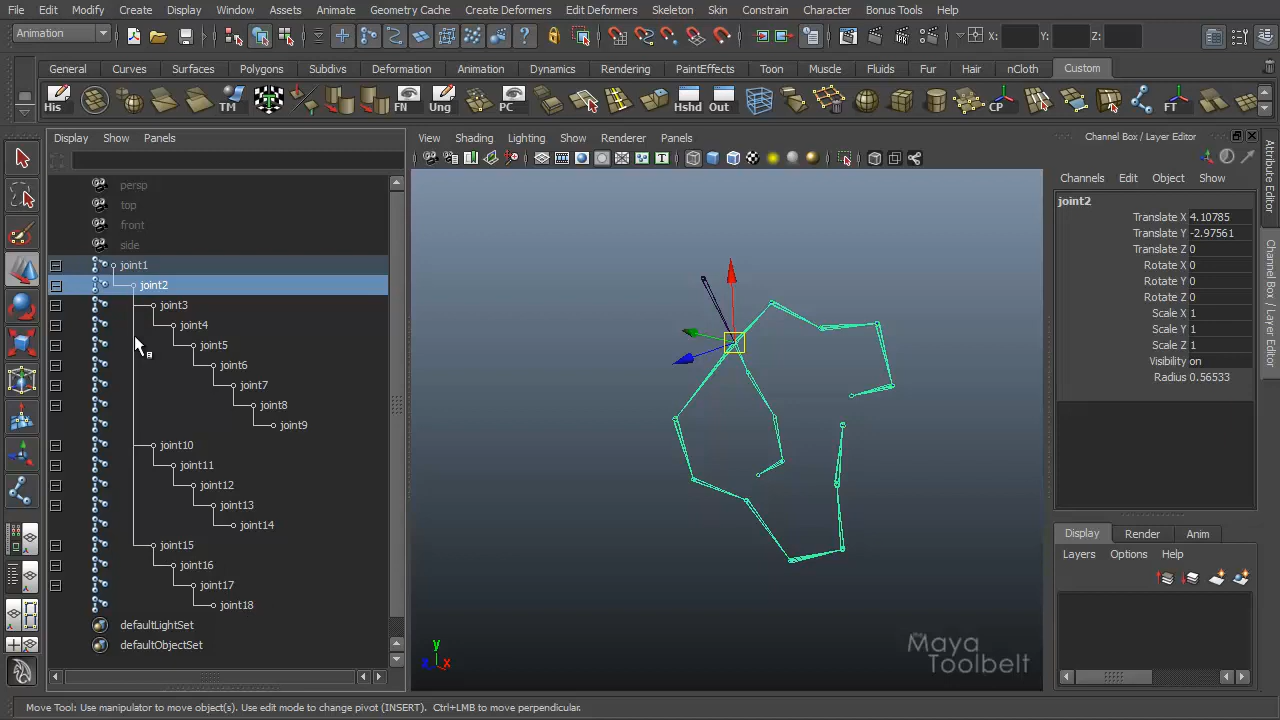 File Edit Modify Create Display Window Assets Animate Geometry Cache Create Deformers Edit Deformers Skeleton Skin Constrain Character Bonus Tools Help
Animation X: Y: Z:
General Curves Surfaces Polygons Subdivs Deformation Animation Dynamics Rendering PaintEffects Toon Muscle Fluids Fur Hair nCloth Custom
His TM FN Ung PC Hshd Out CP FT
Display Show Panels
View Shading Lighting Show Renderer Panels
Channel Box / Layer Editor
Channels Edit Object Show
persp
top
front
side
joint1
joint2
joint3
joint4
joint5
joint6
joint7
joint8
joint9
joint10
joint11
joint12
joint13
joint14
joint15
joint16
joint17
joint18
defaultLightSet
defaultObjectSet
y
z x
the
Maya
Toolbelt
joint2
Translate X 4.10785
Translate Y -2.97561
Translate Z 0
Rotate X 0
Rotate Y 0
Rotate Z 0
Scale X 1
Scale Y 1
Scale Z 1
Visibility on
Radius 0.56533
Display Render Anim
Layers Options Help
Attribute Editor
Channel Box / Layer Editor
Move Tool: Use manipulator to move object(s). Use edit mode to change pivot (INSERT). Ctrl+LMB to move perpendicular.